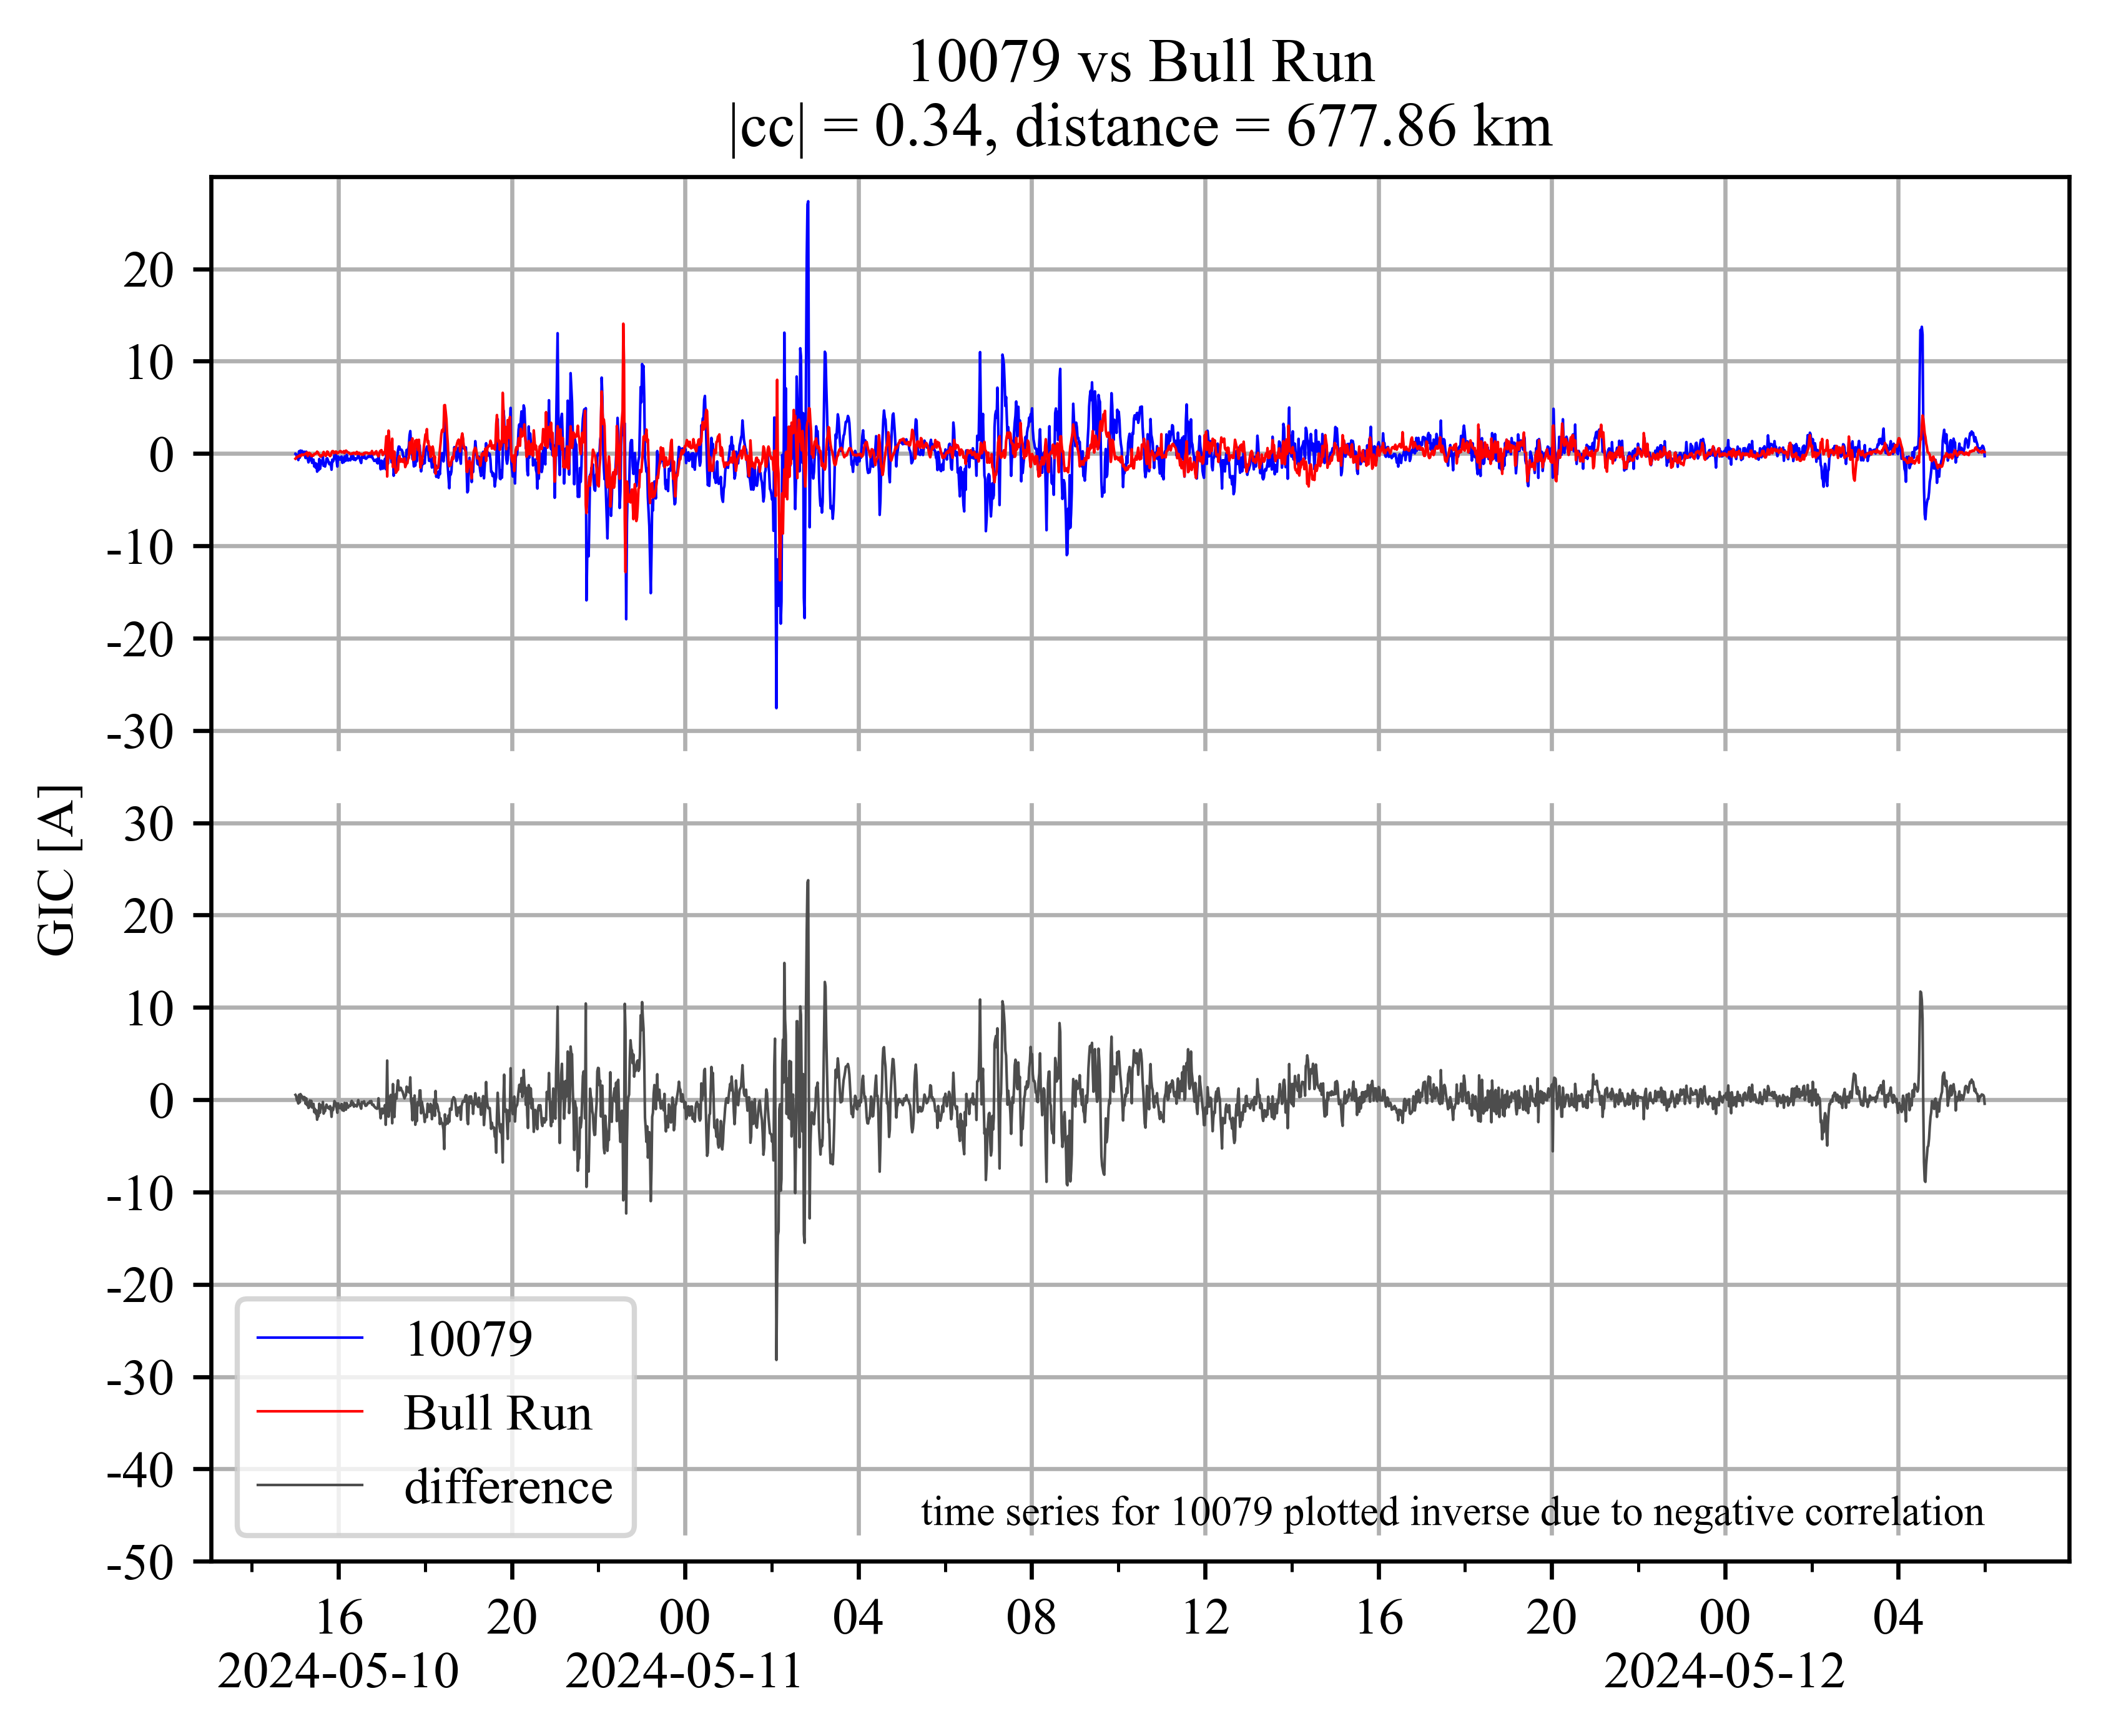 10079 vs Bull Run
|cc| = 0.34, distance = 677.86 km
20
10
0
-10
-20
-30
30
20
10
0
-10
-20
-30
-40
-50
GIC [A]
10079
Bull Run
difference
time series for 10079 plotted inverse due to negative correlation
16 20 00 04 08 12 16 20 00 04
2024-05-10 2024-05-11 2024-05-12